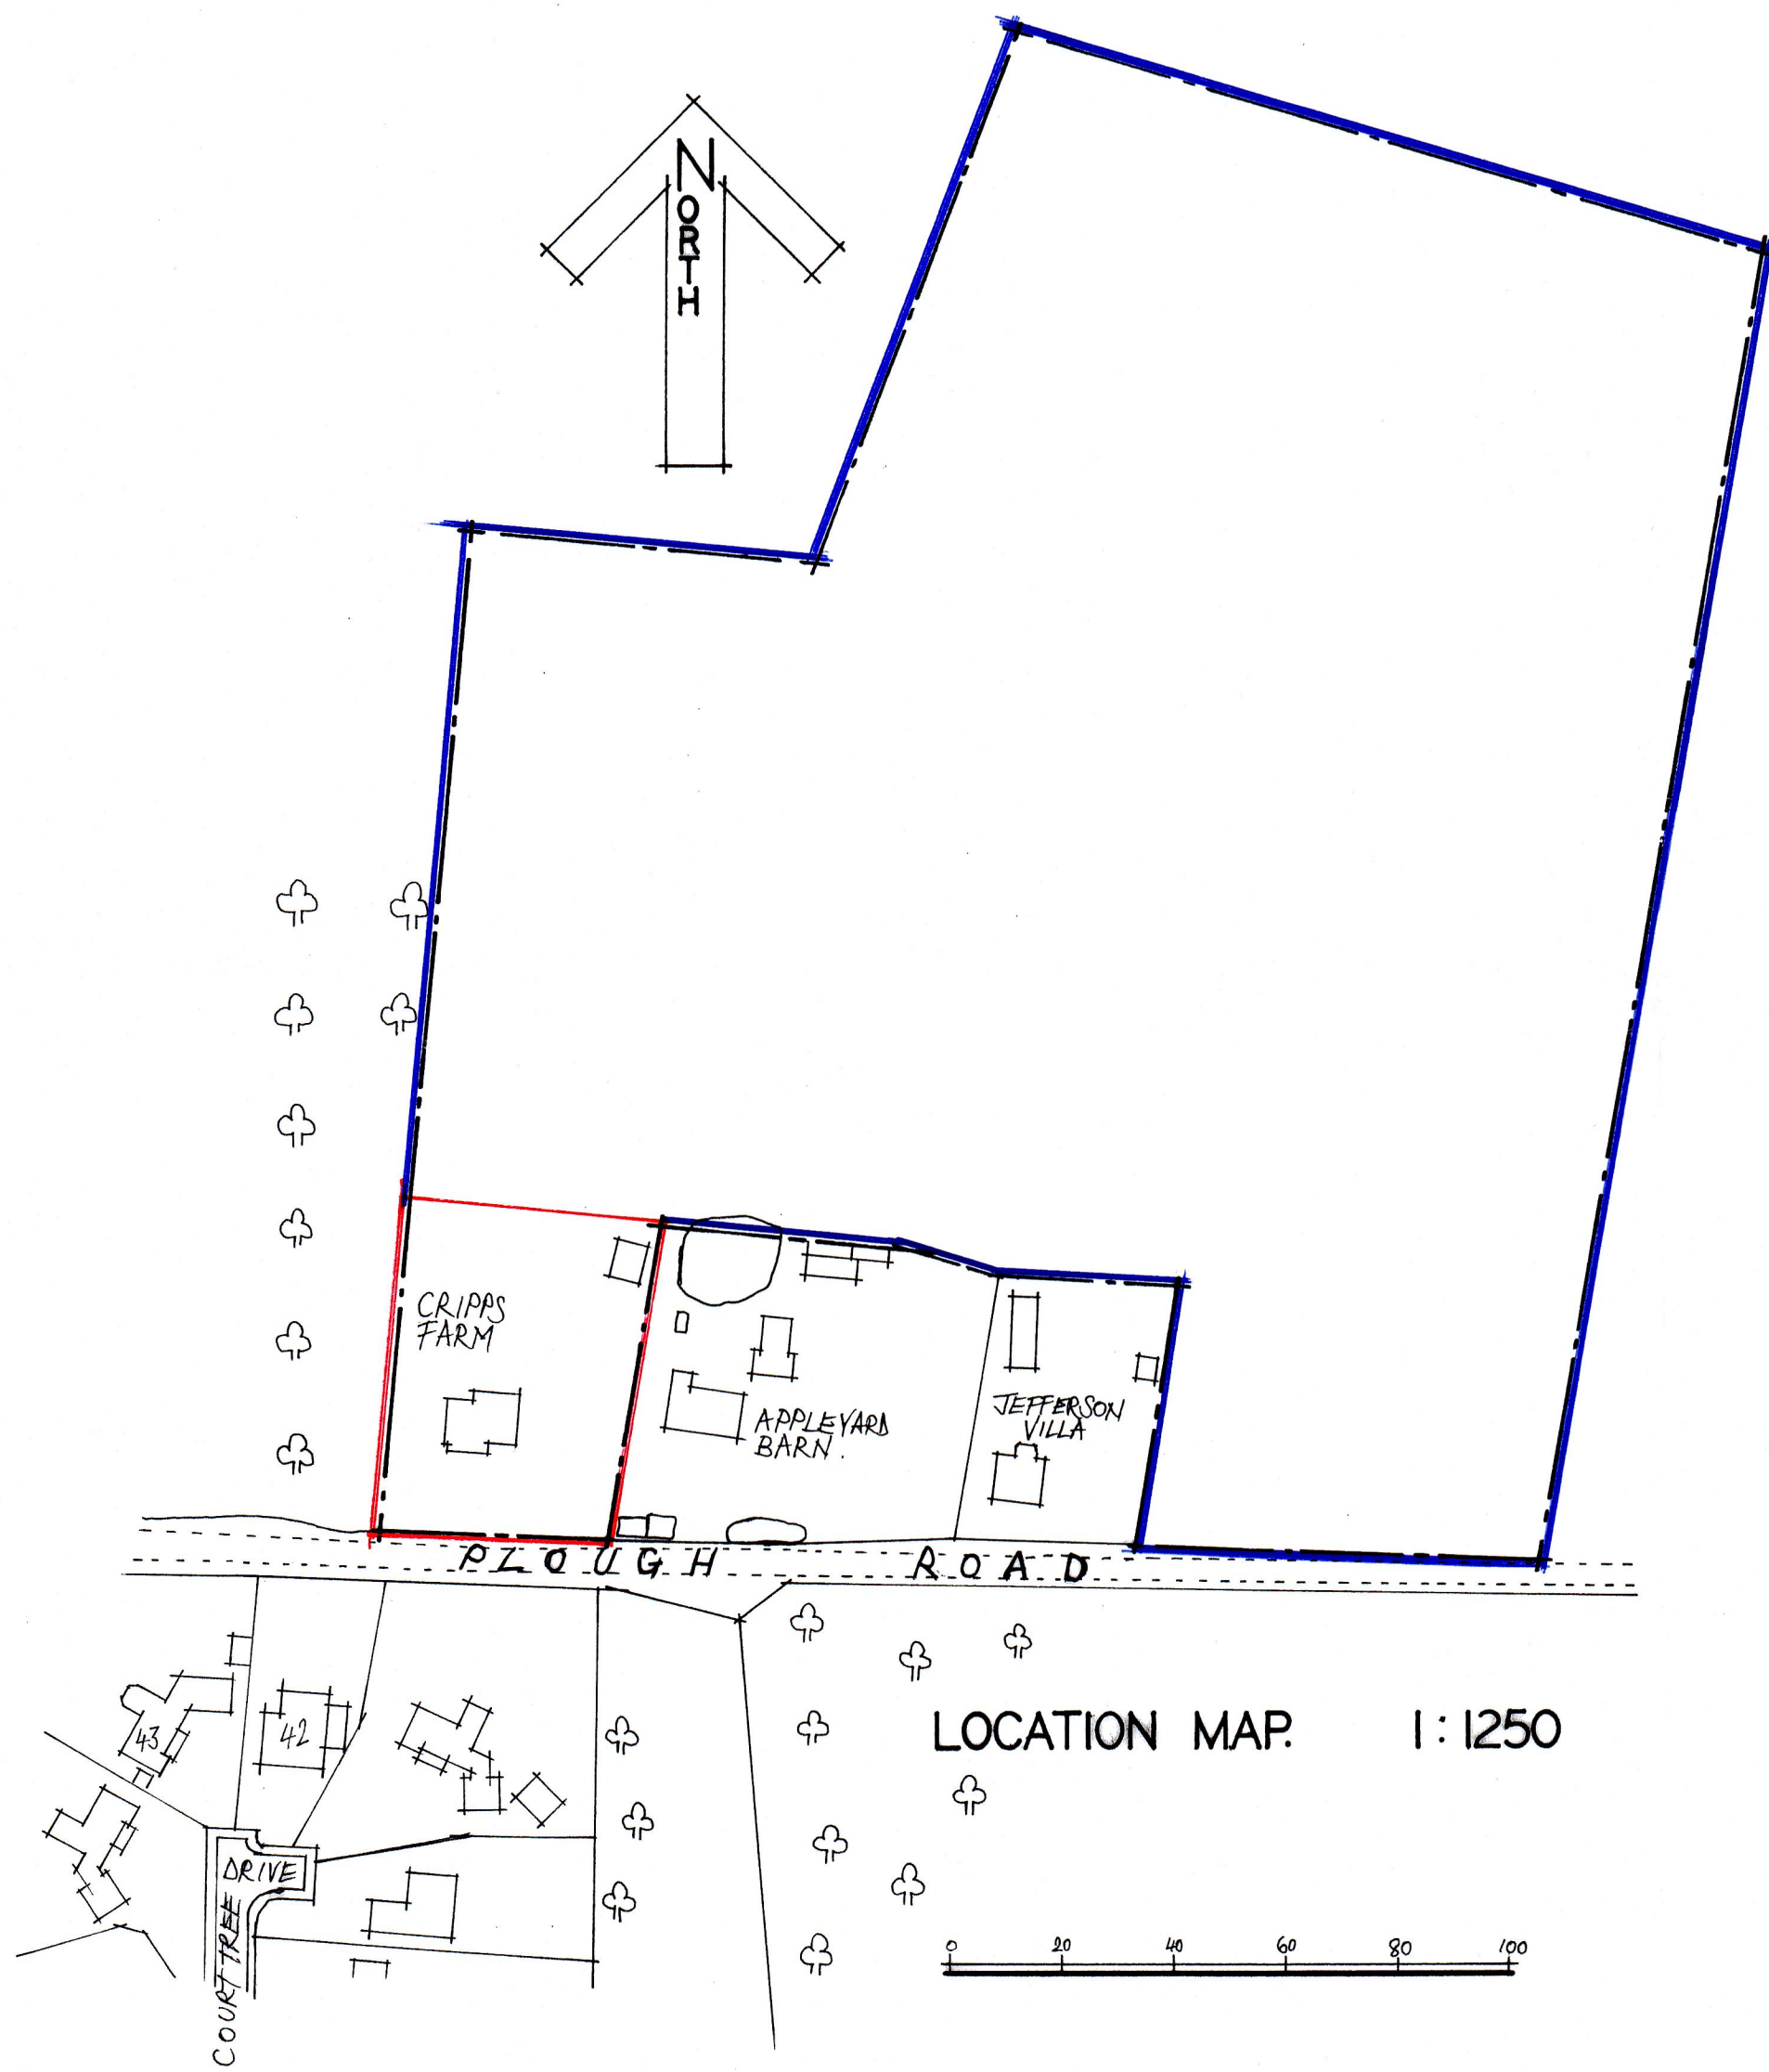 NORTH
CRIPPS
FARM
APPLEYARD
BARN.
JEFFERSON
VILLA
PLOUGH ROAD
43
42
LOCATION MAP. 1:1250
DRIVE
COURT TREE
0 20 40 60 80 100